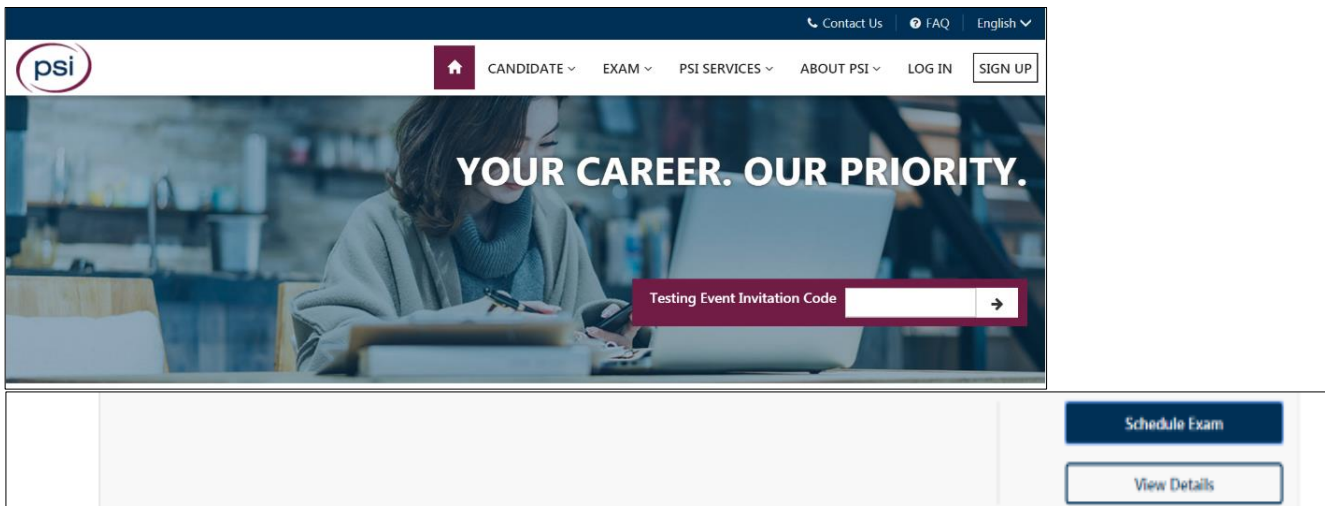 Contact Us FAQ English
psi CANDIDATE EXAM PSI SERVICES ABOUT PSI LOG IN SIGN UP
YOUR CAREER. OUR PRIORITY.
Testing Event Invitation Code
Schedule Exam
View Details